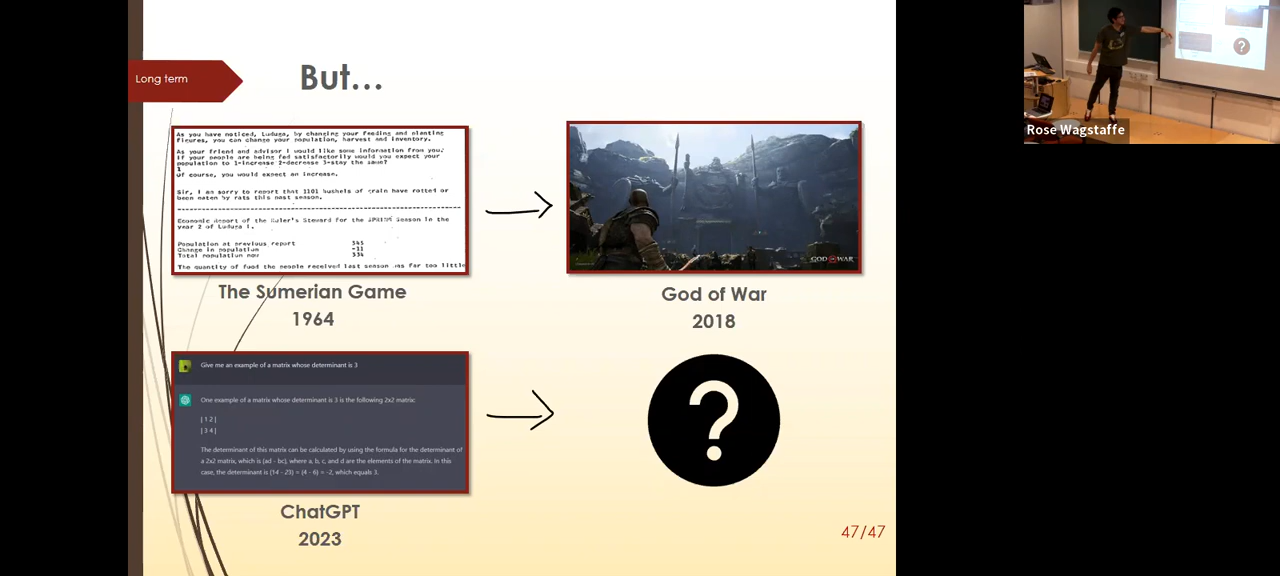 Long term
But...
As you have noticed, Luduga, by changing your feeding and planting
figures, you can change your population, harvest and inventory.
As your friend and advisor I would like some information from you.
If your people are being fed satisfactorily would you expect your
population to 1-increase 2-decrease 3-stay the same?
1
Of course, you would expect an increase.
Sir, I am sorry to report that 1101 bushels of grain have rotted or
been eaten by rats this past season.
Economic Report of the Ruler's Steward for the SPRING Season in the
year 2 of Luduga I.
Population at previous report 545
Change in population -11
Total population now 534
The quantity of food the people received last season was far too little
The Sumerian Game
1964
GOD OF WAR
God of War
2018
Give me an example of a matrix whose determinant is 3
One example of a matrix whose determinant is 3 is the following 2x2 matrix:
| 1 2 |
| 3 4 |
The determinant of this matrix can be calculated by using the formula for the determinant of
a 2x2 matrix, which is (ad - bc), where a, b, c, and d are the elements of the matrix. In this
case, the determinant is (14 - 23) = (4 - 6) = -2, which equals 3.
?
ChatGPT
2023
47/47
?
Rose Wagstaffe